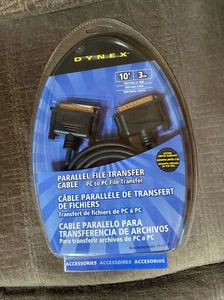 DYNEX
10' 3m
PARALLEL FILE TRANSFER
CABLE PC to PC File Transfer
CÂBLE PARALLÈLE DE TRANSFERT
DE FICHIERS
Transfert de fichiers de PC à PC
CABLE PARALELO PARA
TRANSFERENCIA DE ARCHIVOS
Para transferir archivos de PC a PC
ACCESSORIES ACCESSOIRES ACCESORIOS